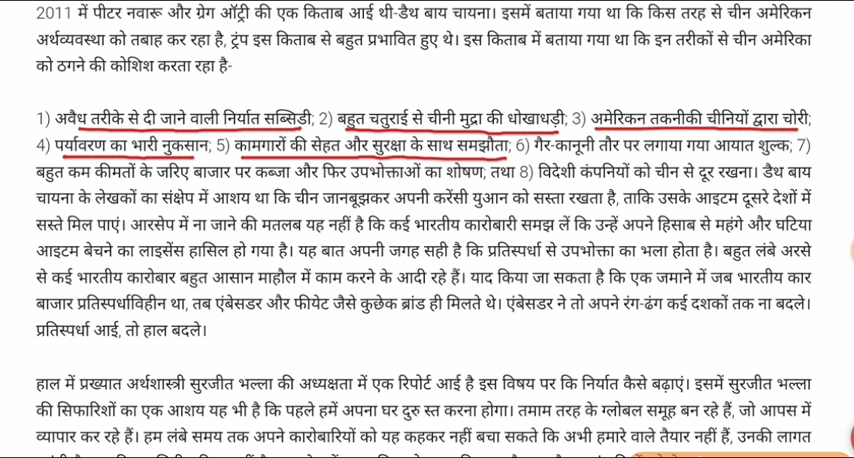 2011 में पीटर नवारू और ग्रेग ऑट्री की एक किताब आई थी-डैथ बाय चायना। इसमें बताया गया था कि किस तरह से चीन अमेरिकन
अर्थव्यवस्था को तबाह कर रहा है, ट्रंप इस किताब से बहुत प्रभावित हुए थे। इस किताब में बताया गया था कि इन तरीकों से चीन अमेरिका
को ठगने की कोशिश करता रहा है-
1) अवैध तरीके से दी जाने वाली निर्यात सब्सिडी; 2) बहुत चतुराई से चीनी मुद्रा की धोखाधड़ी; 3) अमेरिकन तकनीकी चीनियों द्वारा चोरी;
4) पर्यावरण का भारी नुकसान; 5) कामगारों की सेहत और सुरक्षा के साथ समझौता; 6) गैर-कानूनी तौर पर लगाया गया आयात शुल्क; 7)
बहुत कम कीमतों के जरिए बाजार पर कब्जा और फिर उपभोक्ताओं का शोषण; तथा 8) विदेशी कंपनियों को चीन से दूर रखना। डैथ बाय
चायना के लेखकों का संक्षेप में आशय था कि चीन जानबूझकर अपनी करेंसी युआन को सस्ता रखता है, ताकि उसके आइटम दूसरे देशों में
सस्ते मिल पाएं। आरसेप में ना जाने की मतलब यह नहीं है कि कई भारतीय कारोबारी समझ लें कि उन्हें अपने हिसाब से महंगे और घटिया
आइटम बेचने का लाइसेंस हासिल हो गया है। यह बात अपनी जगह सही है कि प्रतिस्पर्धा से उपभोक्ता का भला होता है। बहुत लंबे अरसे
से कई भारतीय कारोबार बहुत आसान माहौल में काम करने के आदी रहे हैं। याद किया जा सकता है कि एक जमाने में जब भारतीय कार
बाजार प्रतिस्पर्धाविहीन था, तब एंबेसडर और फीयेट जैसे कुछेक ब्रांड ही मिलते थे। एंबेसडर ने तो अपने रंग-ढंग कई दशकों तक ना बदले।
प्रतिस्पर्धा आई, तो हाल बदले।
हाल में प्रख्यात अर्थशास्त्री सुरजीत भल्ला की अध्यक्षता में एक रिपोर्ट आई है इस विषय पर कि निर्यात कैसे बढ़ाएं। इसमें सुरजीत भल्ला
की सिफारिशों का एक आशय यह भी है कि पहले हमें अपना घर दुरु स्त करना होगा। तमाम तरह के ग्लोबल समूह बन रहे हैं, जो आपस में
व्यापार कर रहे हैं। हम लंबे समय तक अपने कारोबारियों को यह कहकर नहीं बचा सकते कि अभी हमारे वाले तैयार नहीं हैं, उनकी लागत